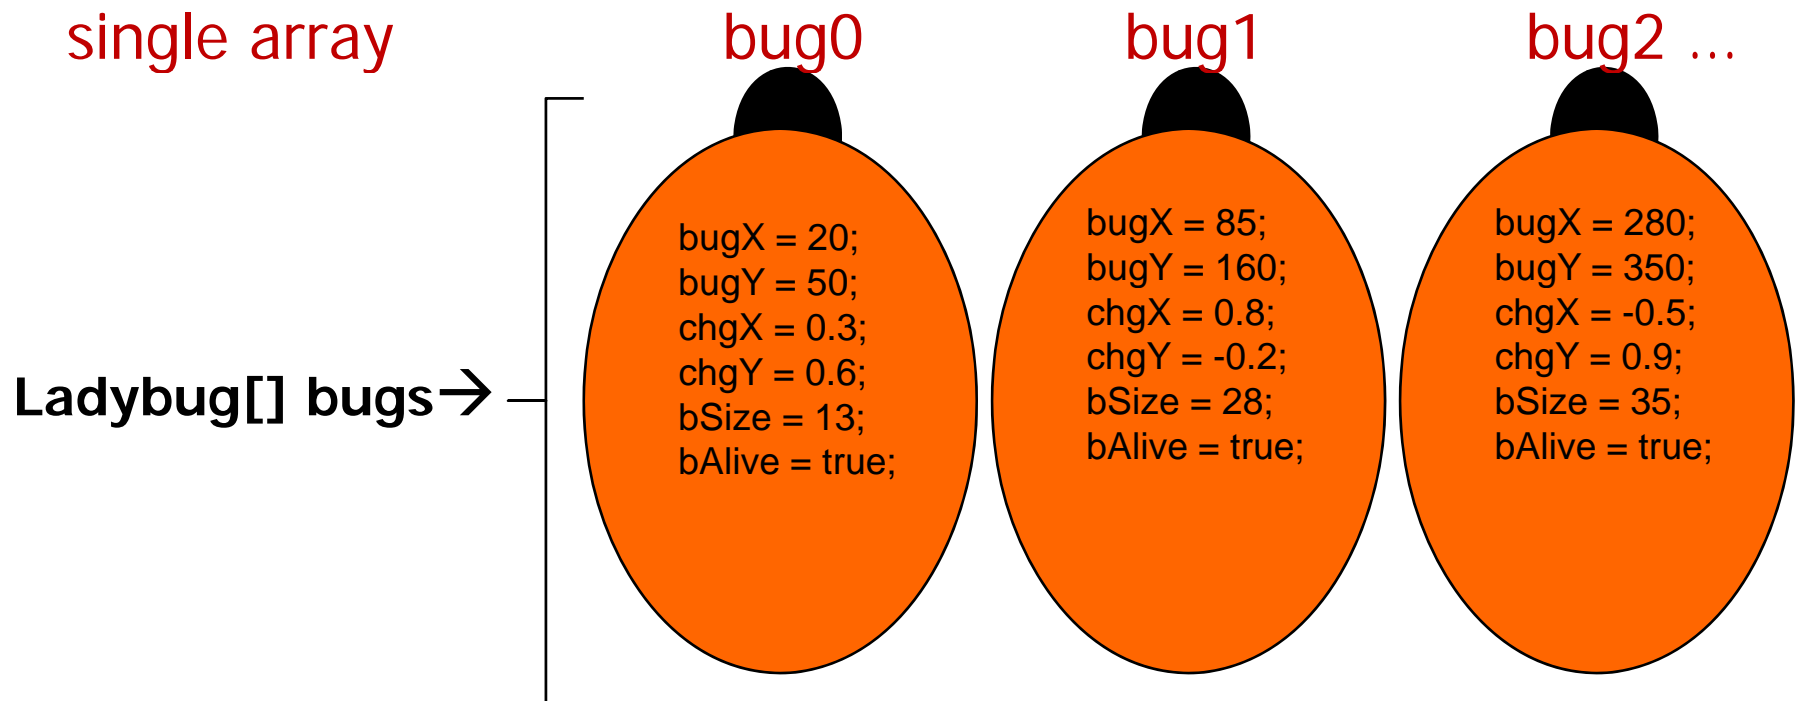 single array
bug0
bug1
bug2 ...
Ladybug[] bugs→
bugX = 20;
bugY = 50;
chgX = 0.3;
chgY = 0.6;
bSize = 13;
bAlive = true;
bugX = 85;
bugY = 160;
chgX = 0.8;
chgY = -0.2;
bSize = 28;
bAlive = true;
bugX = 280;
bugY = 350;
chgX = -0.5;
chgY = 0.9;
bSize = 35;
bAlive = true;